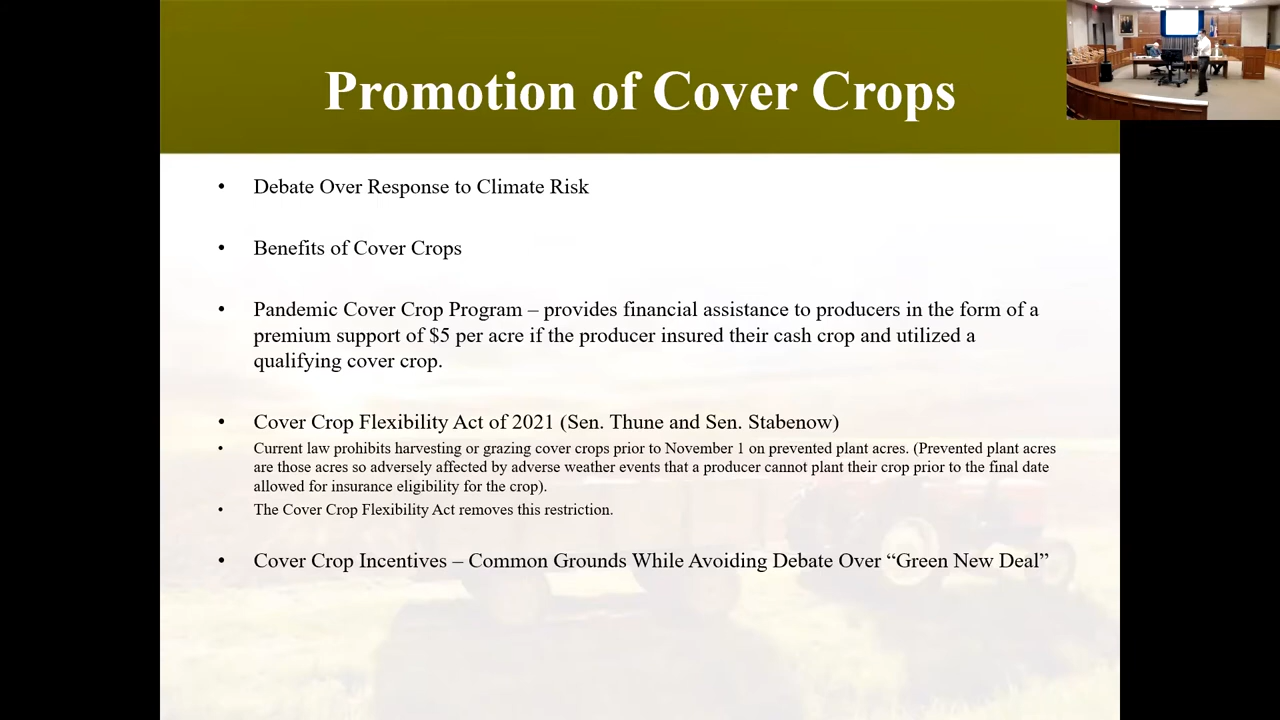 Promotion of Cover Crops
• Debate Over Response to Climate Risk
• Benefits of Cover Crops
• Pandemic Cover Crop Program – provides financial assistance to producers in the form of a
premium support of $5 per acre if the producer insured their cash crop and utilized a
qualifying cover crop.
• Cover Crop Flexibility Act of 2021 (Sen. Thune and Sen. Stabenow)
• Current law prohibits harvesting or grazing cover crops prior to November 1 on prevented plant acres. (Prevented plant acres
are those acres so adversely affected by adverse weather events that a producer cannot plant their crop prior to the final date
allowed for insurance eligibility for the crop).
• The Cover Crop Flexibility Act removes this restriction.
• Cover Crop Incentives – Common Grounds While Avoiding Debate Over “Green New Deal”